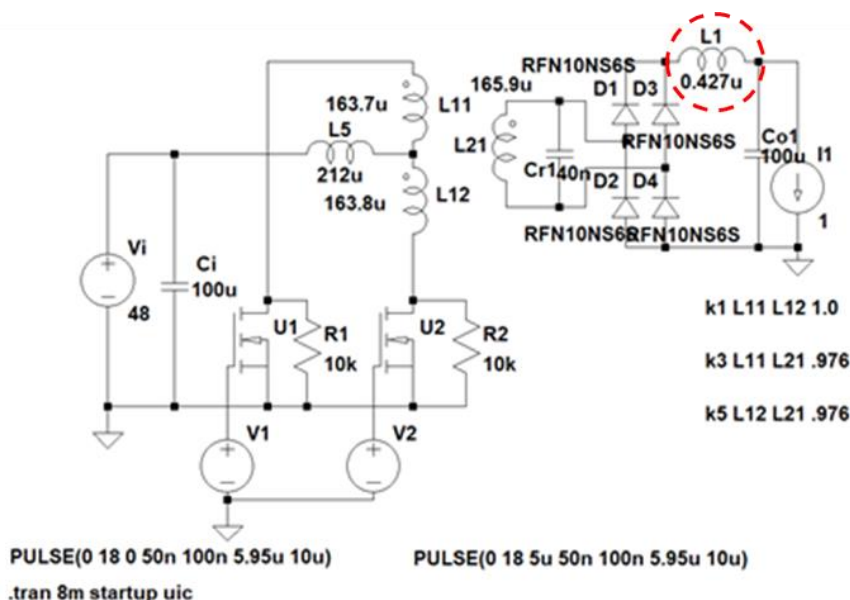 L1
0.427u
RFN10NS6S
D1 D3
165.9u
163.7u
L11
L5
212u
L21
RFN10NS6S
Co1
100u
I1
Cr1 40n
D2 D4
163.8u
L12
Vi
Ci
100u
RFN10NS6S
RFN10NS6S
1
48
U1
R1
10k
U2
R2
10k
k1 L11 L12 1.0
k3 L11 L21 .976
k5 L12 L21 .976
V1
V2
PULSE(0 18 0 50n 100n 5.95u 10u)
PULSE(0 18 5u 50n 100n 5.95u 10u)
.tran 8m startup uic